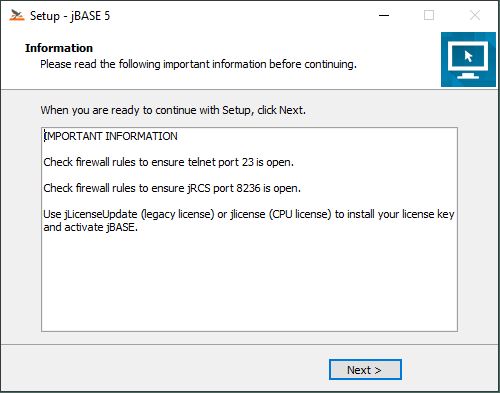 Setup - jBASE 5
Information
Please read the following important information before continuing.
When you are ready to continue with Setup, click Next.
IMPORTANT INFORMATION
Check firewall rules to ensure telnet port 23 is open.
Check firewall rules to ensure jRCS port 8236 is open.
Use jLicenseUpdate (legacy license) or jlicense (CPU license) to install your license key
and activate jBASE.
Next >